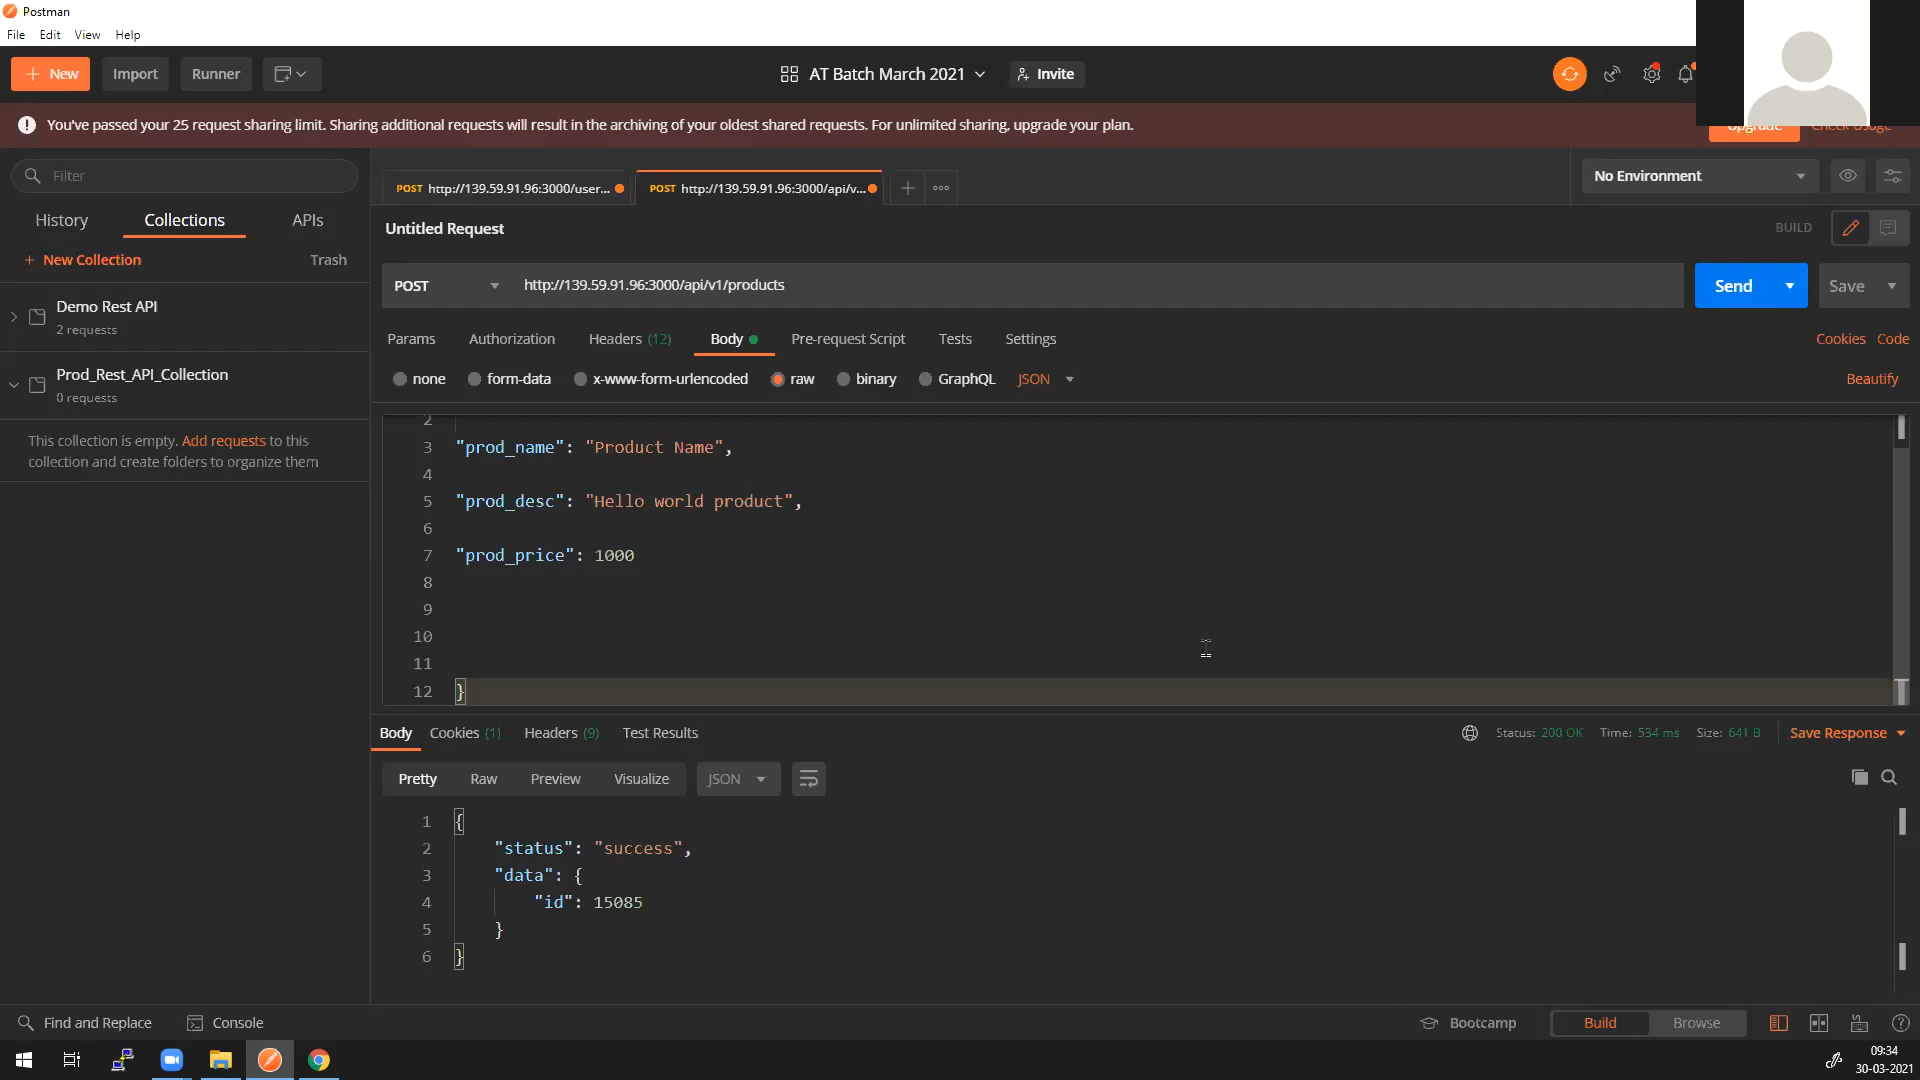 Postman
File Edit View Help
New Import Runner AT Batch March 2021 Invite
You've passed your 25 request sharing limit. Sharing additional requests will result in the archiving of your oldest shared requests. For unlimited sharing, upgrade your plan. Upgrade Check Usage
Filter
POST http://139.59.91.96:3000/user... POST http://139.59.91.96:3000/api/v... No Environment
History Collections APIs
Untitled Request BUILD
+ New Collection Trash
POST http://139.59.91.96:3000/api/v1/products Send Save
Demo Rest API
2 requests
Params Authorization Headers (12) Body Pre-request Script Tests Settings Cookies Code
Prod_Rest_API_Collection
0 requests
none form-data x-www-form-urlencoded raw binary GraphQL JSON Beautify
This collection is empty. Add requests to this
collection and create folders to organize them
2
3 "prod_name": "Product Name",
4
5 "prod_desc": "Hello world product",
6
7 "prod_price": 1000
8
9
10
11
12 }
Body Cookies (1) Headers (9) Test Results Status: 200 OK Time: 534 ms Size: 641 B Save Response
Pretty Raw Preview Visualize JSON
1 {
2 "status": "success",
3 "data": {
4 "id": 15085
5 }
6 }
Find and Replace Console Bootcamp Build Browse
09:34
30-03-2021